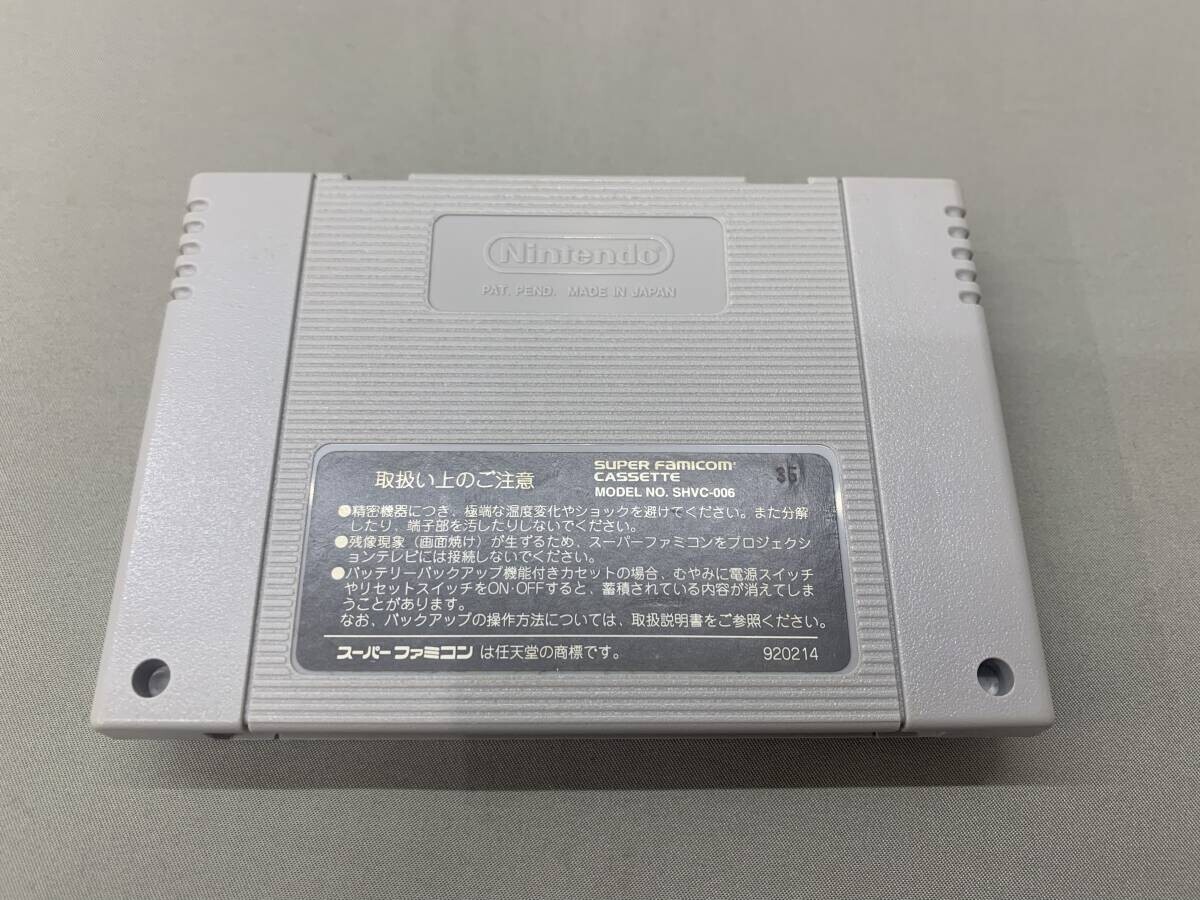 Nintendo
PAT. PEND. MADE IN JAPAN
取扱い上のご注意
SUPER FAMICOM
CASSETTE
MODEL NO. SHVC-006
●精密機器につき、極端な温度変化やショックを避けてください。また分解
したり、端子部を汚したりしないでください。
●残像現象（画面焼け）が生ずるため、スーパーファミコンをプロジェクシ
ョンテレビには接続しないでください。
●バッテリーバックアップ機能付きカセットの場合、むやみに電源スイッチ
やリセットスイッチをON·OFFすると、蓄積されている内容が消えてしま
うことがあります。
なお、バックアップの操作方法については、取扱説明書をご参照ください。
スーパーファミコン は任天堂の商標です。
920214